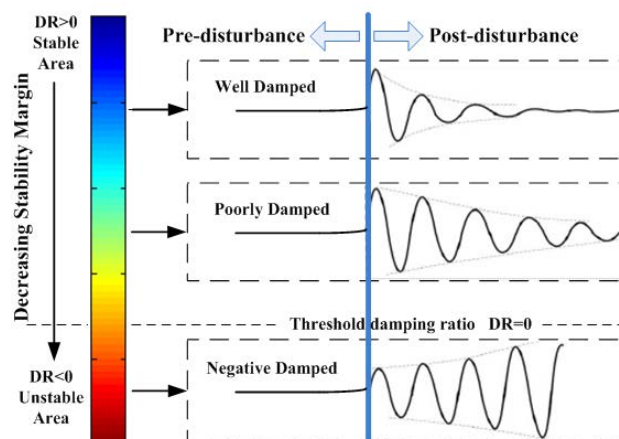 DR>0
Stable
Area
Decreasing Stability Margin
DR<0
Unstable
Area
Pre-disturbance
Post-disturbance
Well Damped
Poorly Damped
Threshold damping ratio DR=0
Negative Damped